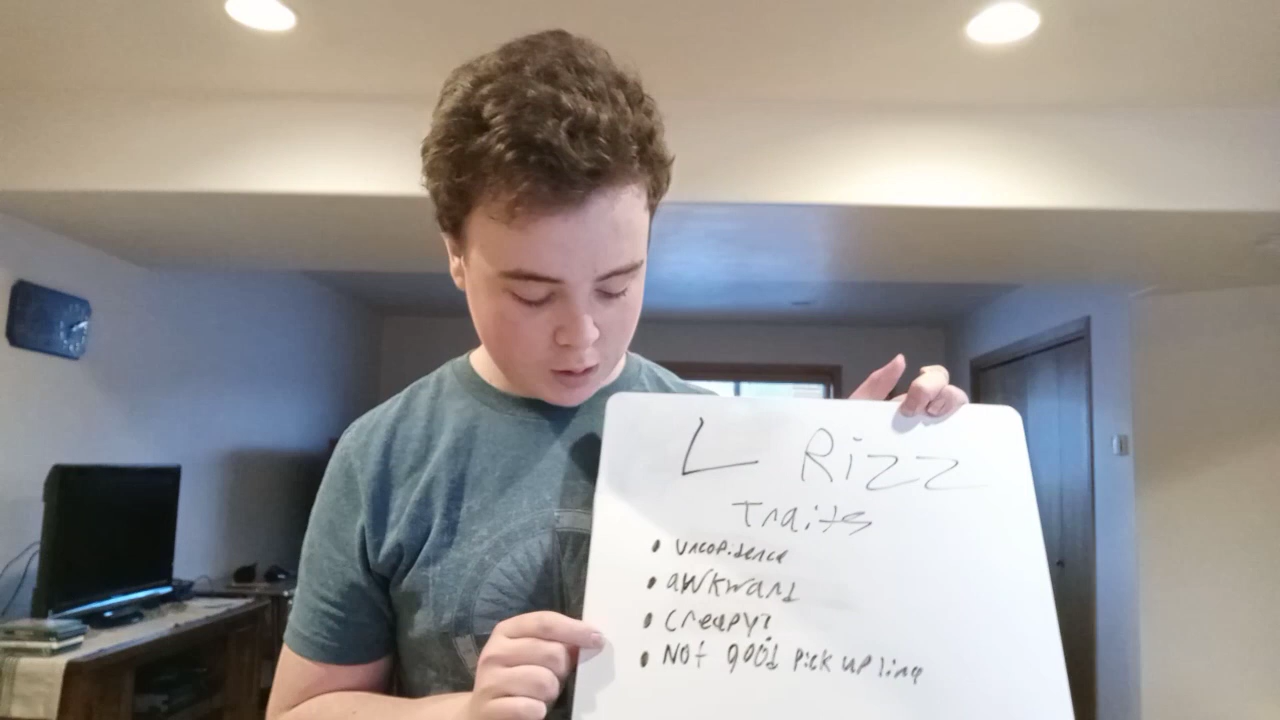 L Rizz
Traits
• uncofidence
• awkward
• creapy?
• Not good pick up line